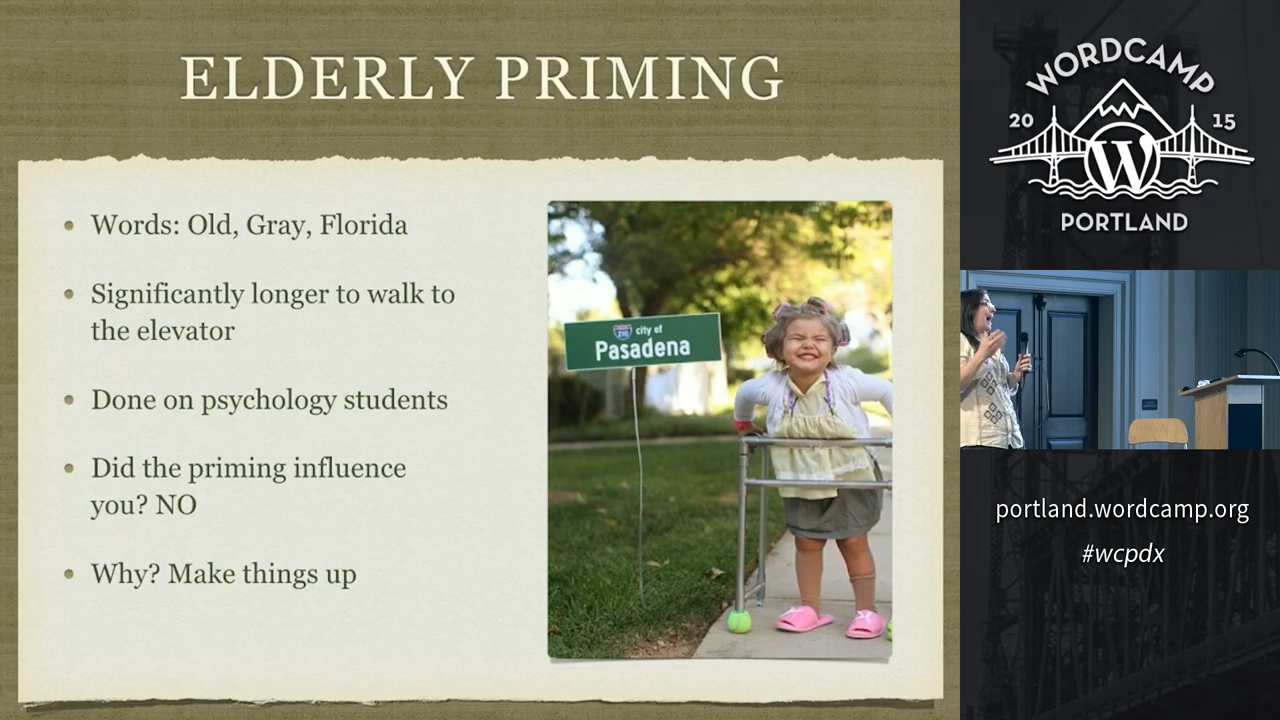 ELDERLY PRIMING
Words: Old, Gray, Florida
Significantly longer to walk to
the elevator
Done on psychology students
Did the priming influence
you? NO
Why? Make things up
210
city of
Pasadena
WORDCAMP
20 15
W
PORTLAND
portland.wordcamp.org
#wcpdx